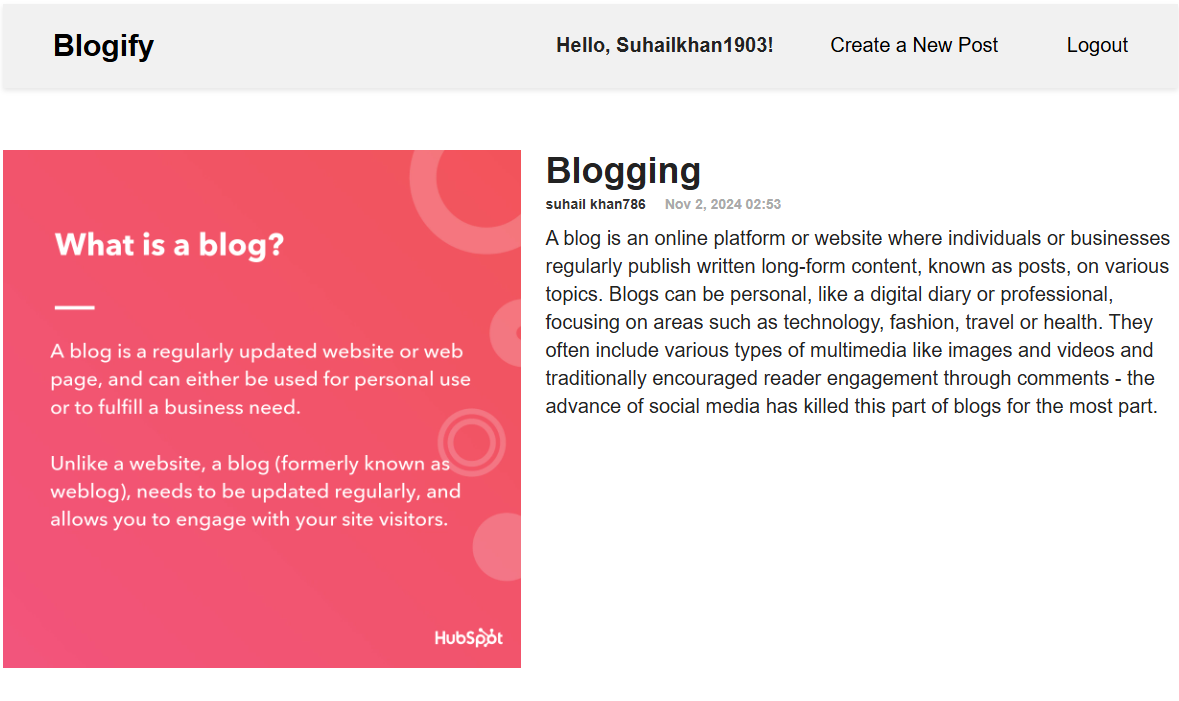 Blogify
Hello, Suhailkhan1903!
Create a New Post
Logout
What is a blog?
A blog is a regularly updated website or web
page, and can either be used for personal use
or to fulfill a business need.
Unlike a website, a blog (formerly known as
weblog), needs to be updated regularly, and
allows you to engage with your site visitors.
HubSpot
Blogging
suhail khan786 Nov 2, 2024 02:53
A blog is an online platform or website where individuals or businesses
regularly publish written long-form content, known as posts, on various
topics. Blogs can be personal, like a digital diary or professional,
focusing on areas such as technology, fashion, travel or health. They
often include various types of multimedia like images and videos and
traditionally encouraged reader engagement through comments - the
advance of social media has killed this part of blogs for the most part.